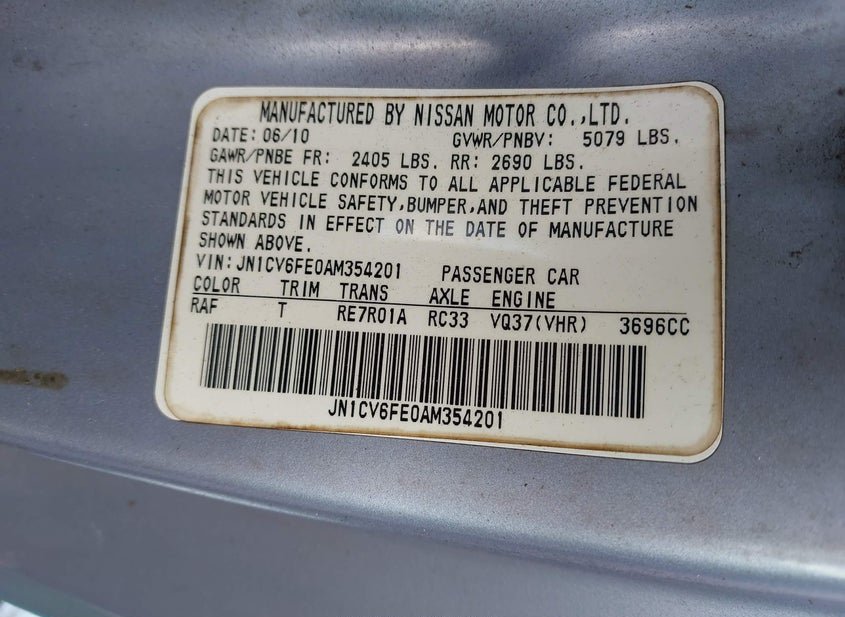 MANUFACTURED BY NISSAN MOTOR CO.,LTD.
DATE: 06/10 GVWR/PNBV: 5079 LBS.
GAWR/PNBE FR: 2405 LBS. RR: 2690 LBS.
THIS VEHICLE CONFORMS TO ALL APPLICABLE FEDERAL
MOTOR VEHICLE SAFETY,BUMPER,AND THEFT PREVENTION
STANDARDS IN EFFECT ON THE DATE OF MANUFACTURE
SHOWN ABOVE.
VIN:JN1CV6FE0AM354201 PASSENGER CAR
COLOR TRIM TRANS AXLE ENGINE
RAF T RE7R01A RC33 VQ37(VHR) 3696CC
JN1CV6FE0AM354201